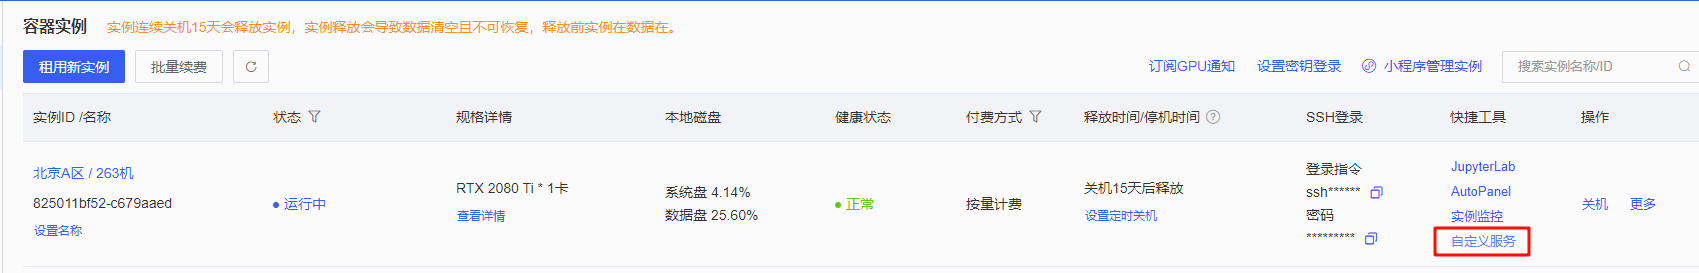 容器实例 实例连续关机15天会释放实例，实例释放会导致数据清空且不可恢复，释放前实例在数据在。
租用新实例 批量续费 订阅GPU通知 设置密钥登录 小程序管理实例 搜索实例名称/ID
实例ID /名称 状态 规格详情 本地磁盘 健康状态 付费方式 释放时间/停机时间 ? SSH登录 快捷工具 操作
北京A区 / 263机
825011bf52-c679aaed
设置名称
运行中
RTX 2080 Ti * 1卡
查看详情
系统盘 4.14%
数据盘 25.60%
正常
按量计费
关机15天后释放
设置定时关机
登录指令
ssh******
密码
*********
JupyterLab
AutoPanel
实例监控
自定义服务
关机 更多